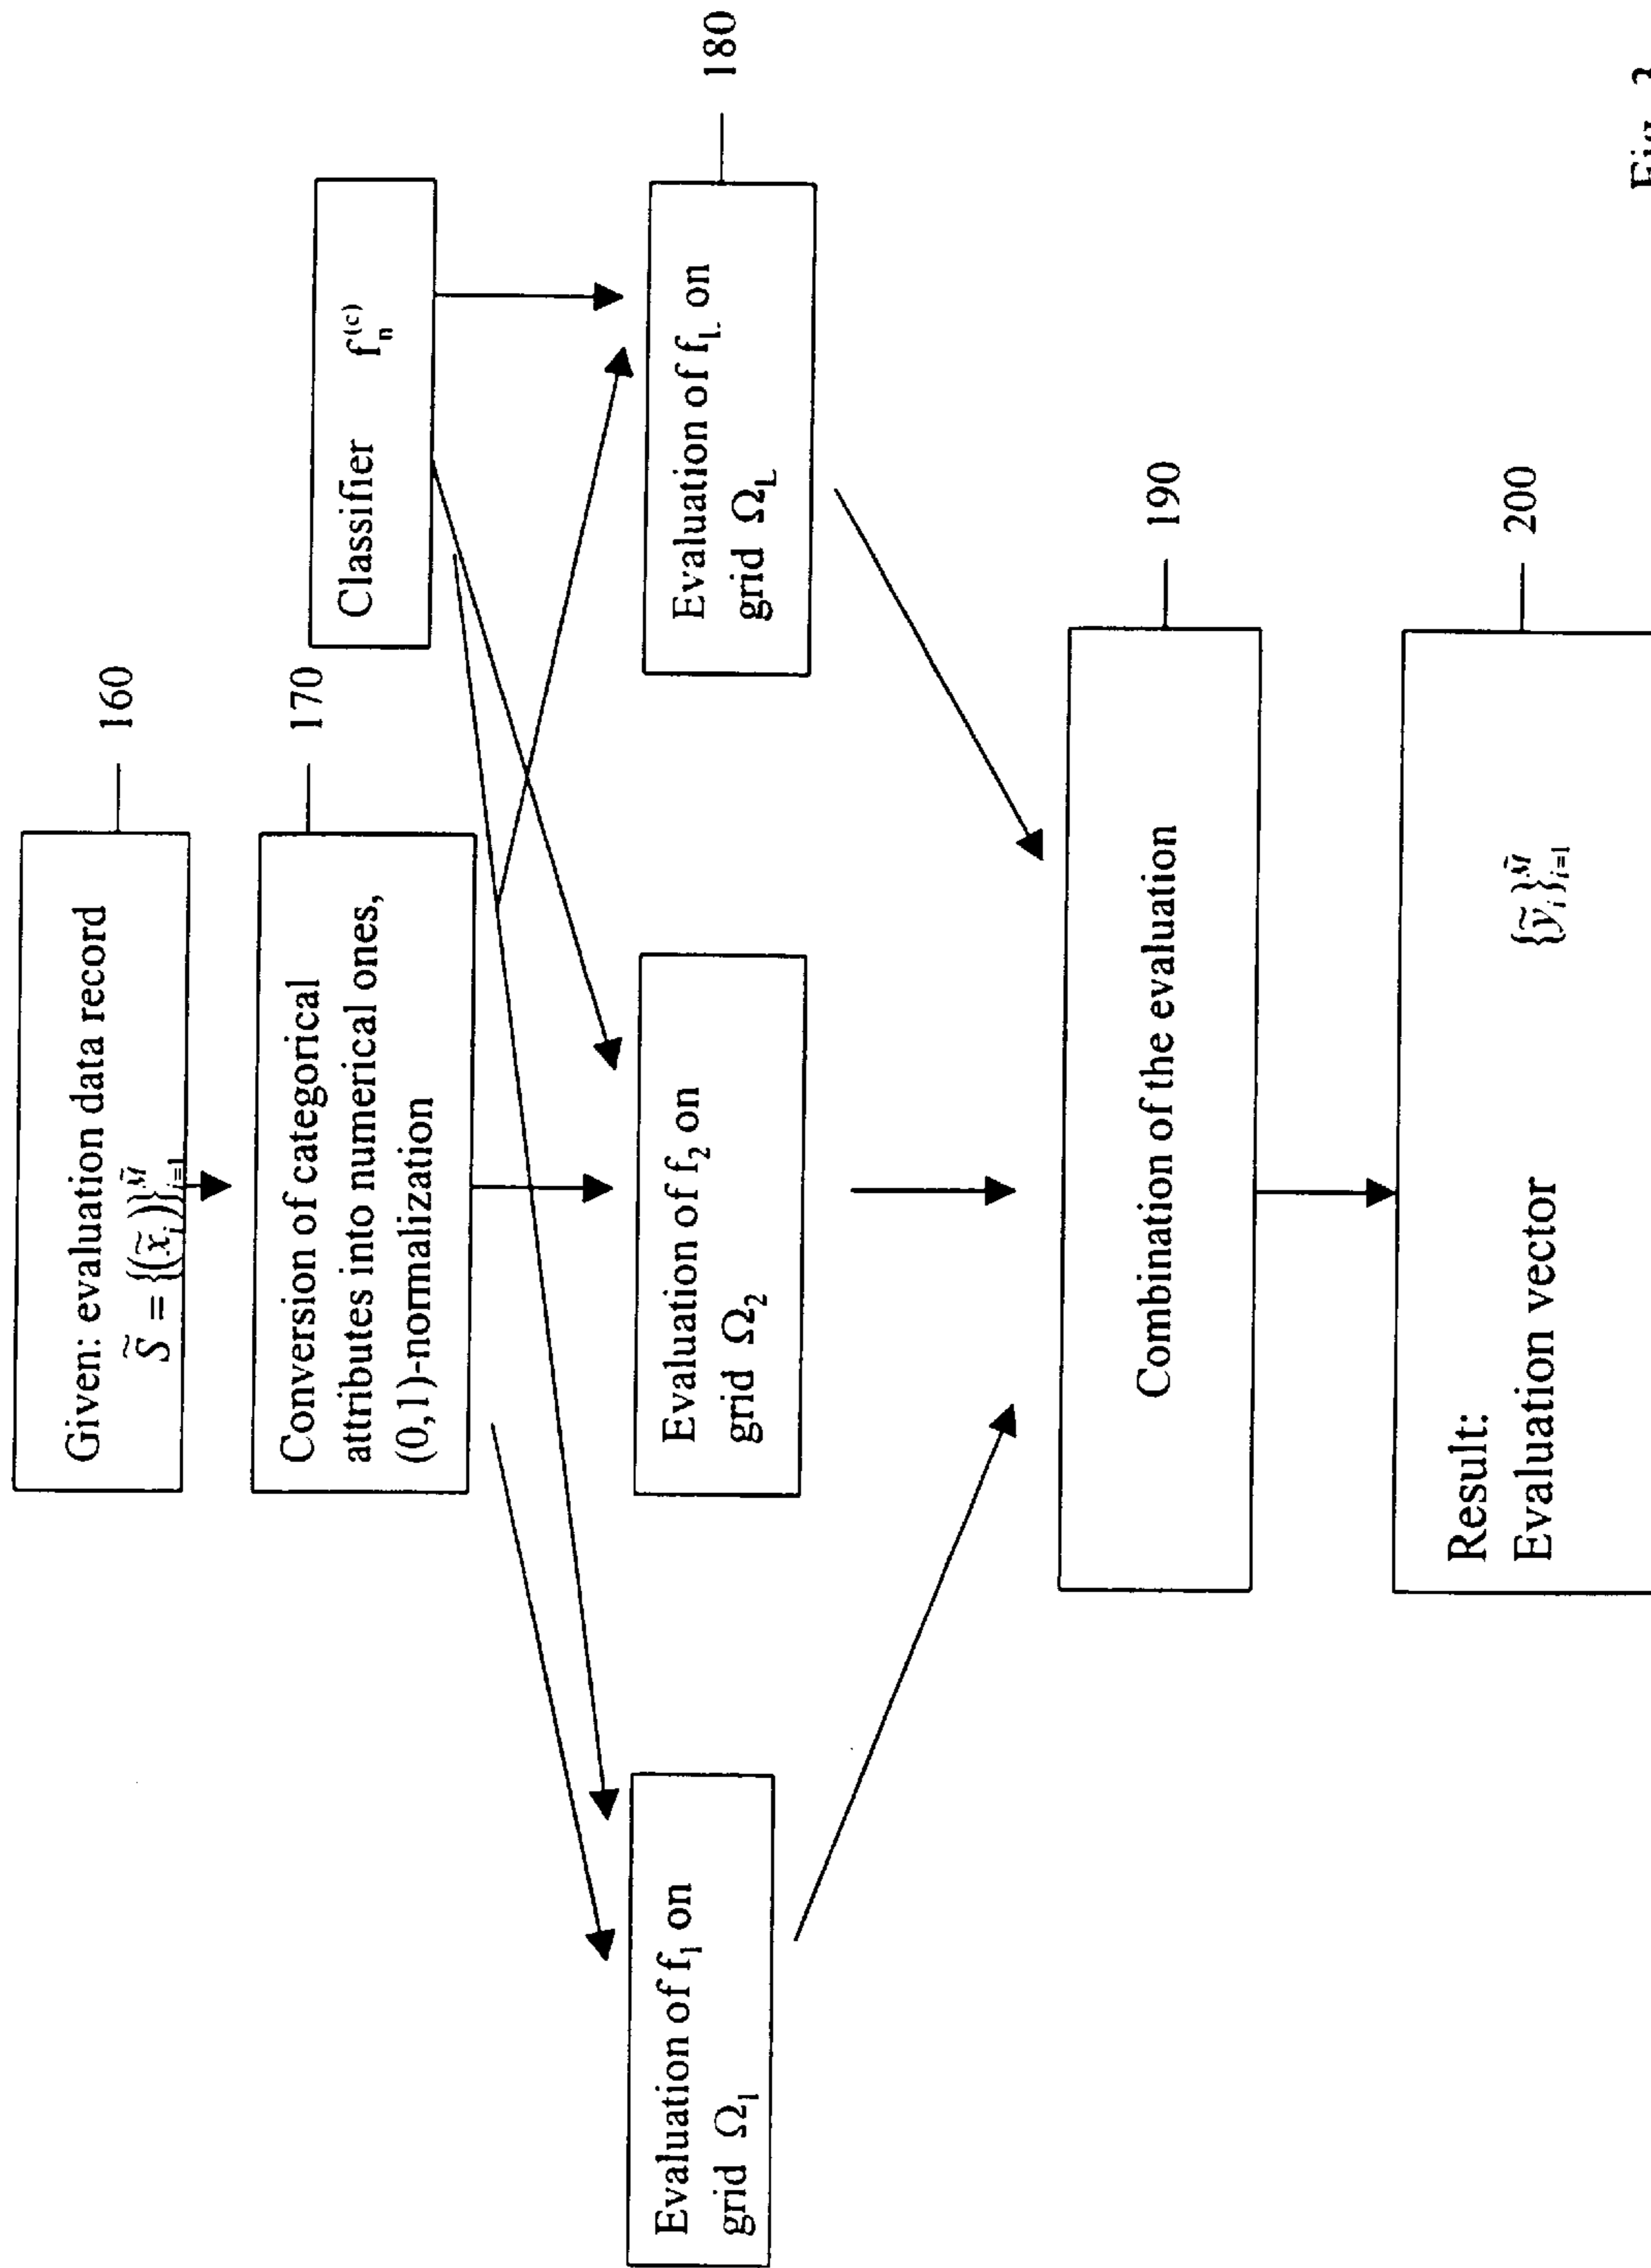 Given: evaluation data record
S̃ = {(x̃_i)}_{i=1}^{M̃}
160
Conversion of categorical
attributes into numerical ones,
(0,1)-normalization
170
Classifier f_n^{(c)}
Evaluation of f_1 on
grid Ω_1
Evaluation of f_2 on
grid Ω_2
Evaluation of f_L on
grid Ω_L
180
Combination of the evaluation
190
Result:
Evaluation vector {ỹ_i}_{i=1}^{M̃}
200